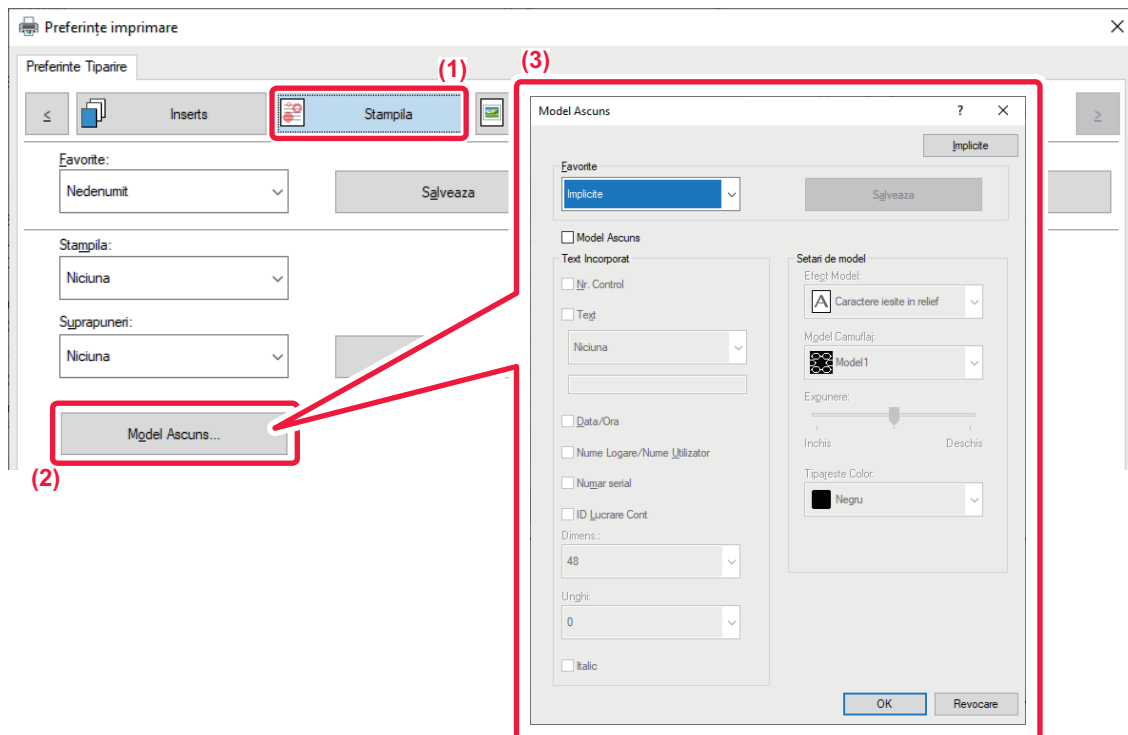 Preferințe imprimare
Preferinte Tiparire
(1)
(3)
≤
Inserts
Stampila
≥
Favorite:
Nedenumit
Salveaza
Stampila:
Niciuna
Suprapuneri:
Niciuna
Model Ascuns...
(2)
Model Ascuns
?
Implicite
Favorite
Implicite
Salveaza
Model Ascuns
Text Incorporat
Nr. Control
Text
Niciuna
Data/Ora
Nume Logare/Nume Utilizator
Numar serial
ID Lucrare Cont
Dimens.:
48
Unghi:
0
Italic
Setari de model
Efect Model:
A Caractere iesite in relief
Model Camuflaj:
Model1
Expunere:
Inchis Deschis
Tipareste Color:
Negru
OK Revocare